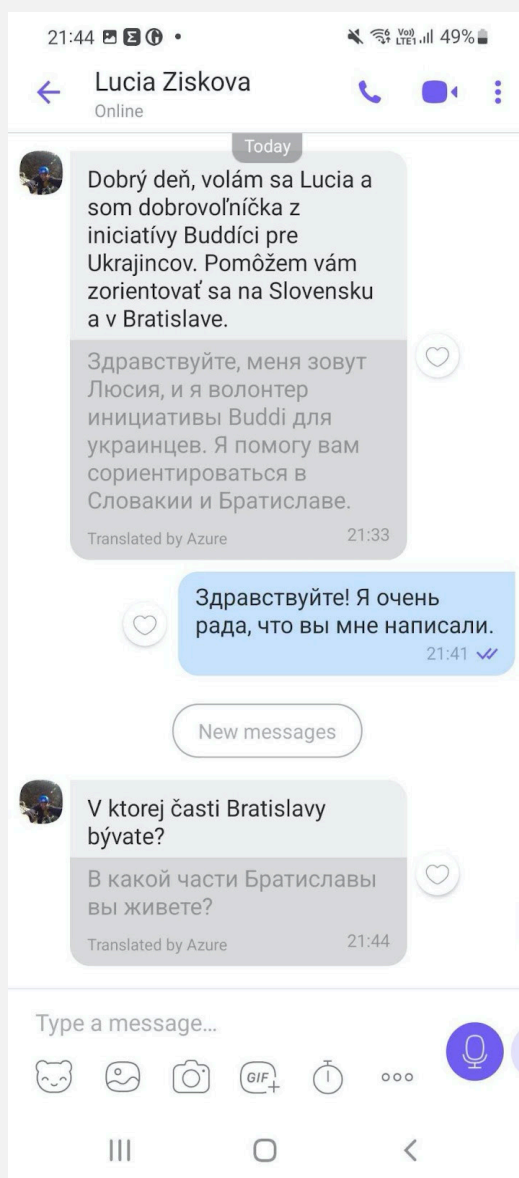 21:44
Vo))
LTE1
49%
Lucia Ziskova
Online
Today
Dobrý deň, volám sa Lucia a
som dobrovoľníčka z
iniciatívy Buddíci pre
Ukrajincov. Pomôžem vám
zorientovať sa na Slovensku
a v Bratislave.
Здравствуйте, меня зовут
Люсия, и я волонтер
инициативы Buddi для
украинцев. Я помогу вам
сориентироваться в
Словакии и Братиславе.
Translated by Azure 21:33
Здравствуйте! Я очень
рада, что вы мне написали.
21:41
New messages
V ktorej časti Bratislavy
bývate?
В какой части Братиславы
вы живете?
Translated by Azure 21:44
Type a message...
GIF